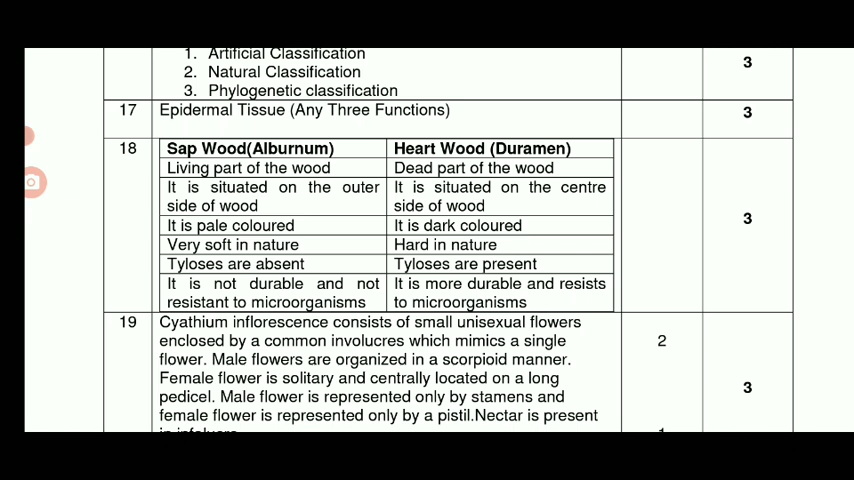 1. Artificial Classification
2. Natural Classification
3. Phylogenetic classification
3
17 Epidermal Tissue (Any Three Functions) 3
18 Sap Wood(Alburnum) Heart Wood (Duramen)
Living part of the wood Dead part of the wood
It is situated on the outer side of wood It is situated on the centre side of wood
It is pale coloured It is dark coloured
Very soft in nature Hard in nature
Tyloses are absent Tyloses are present
It is not durable and not resistant to microorganisms It is more durable and resists to microorganisms
3
19 Cyathium inflorescence consists of small unisexual flowers
enclosed by a common involucres which mimics a single 2
flower. Male flowers are organized in a scorpioid manner.
Female flower is solitary and centrally located on a long
pedicel. Male flower is represented only by stamens and 3
female flower is represented only by a pistil.Nectar is present